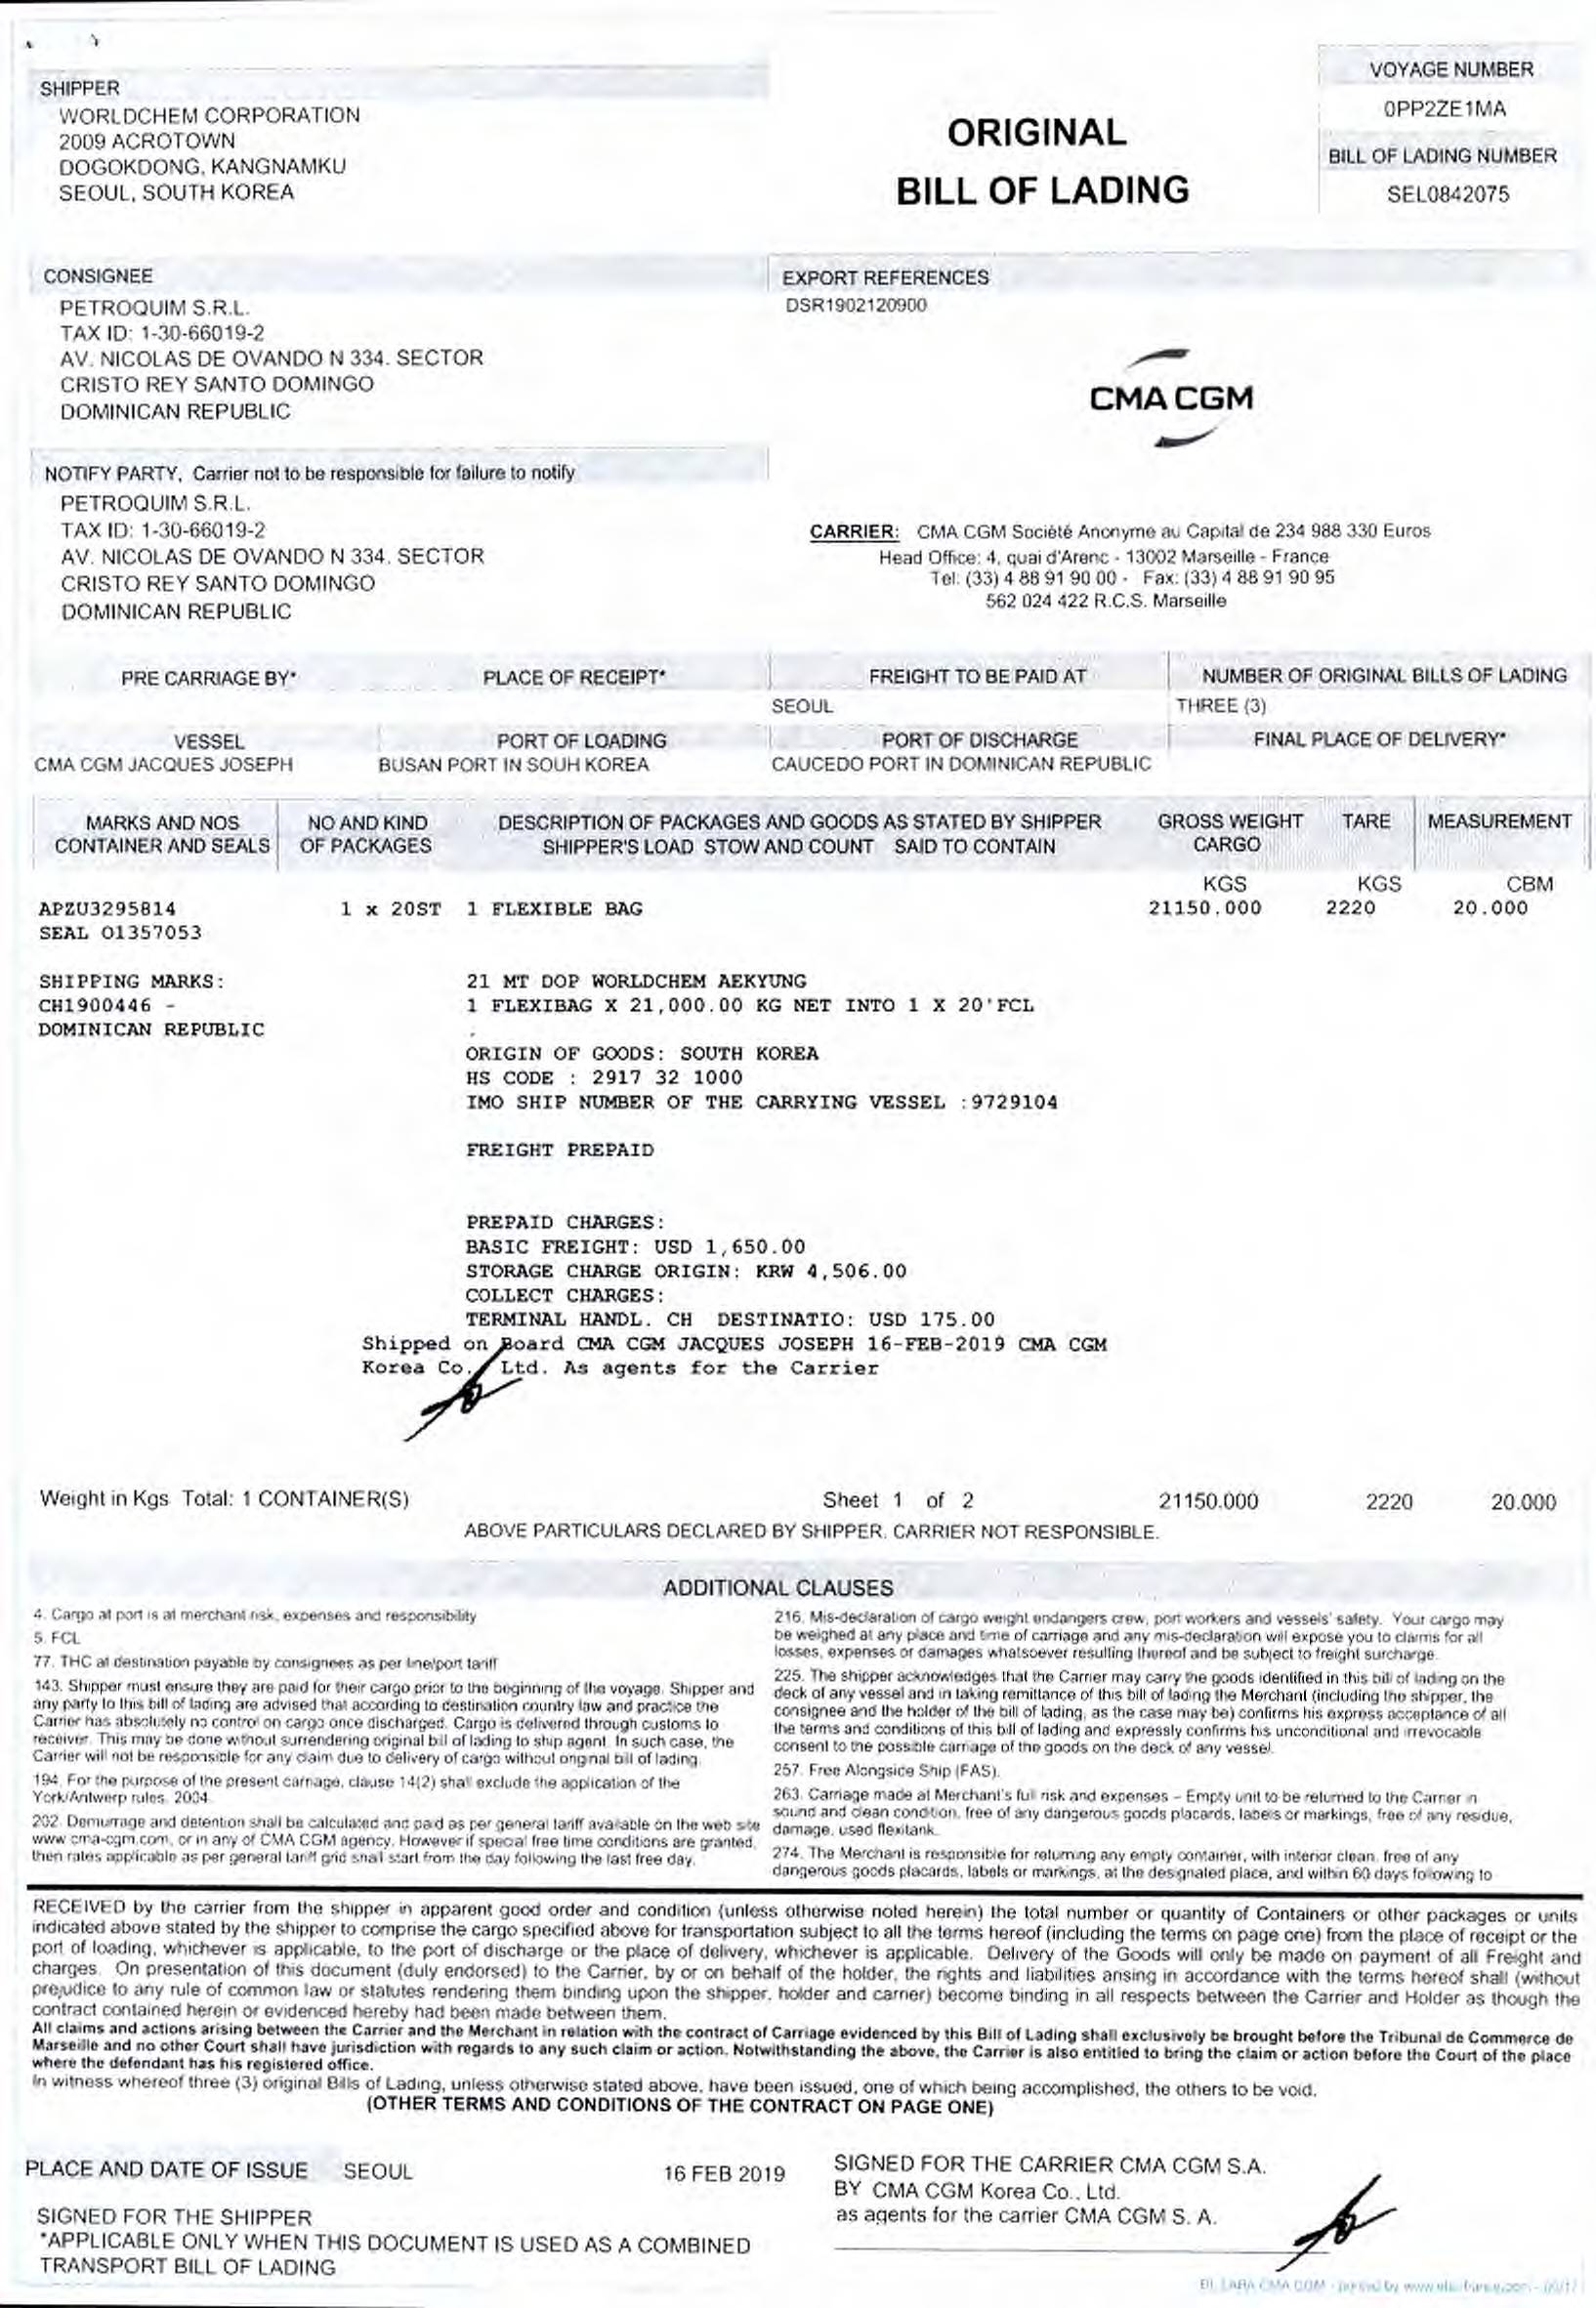 SHIPPER
WORLDCHEM CORPORATION
2009 ACROTOWN
DOGOKDONG, KANGNAMKU
SEOUL, SOUTH KOREA
ORIGINAL
BILL OF LADING
VOYAGE NUMBER
0PP2ZE1MA
BILL OF LADING NUMBER
SEL0842075
CONSIGNEE
PETROQUIM S.R.L.
TAX ID: 1-30-66019-2
AV. NICOLAS DE OVANDO N 334. SECTOR
CRISTO REY SANTO DOMINGO
DOMINICAN REPUBLIC
EXPORT REFERENCES
DSR1902120900
CMA CGM
NOTIFY PARTY, Carrier not to be responsible for failure to notify
PETROQUIM S.R.L.
TAX ID: 1-30-66019-2
AV. NICOLAS DE OVANDO N 334. SECTOR
CRISTO REY SANTO DOMINGO
DOMINICAN REPUBLIC
CARRIER: CMA CGM Société Anonyme au Capital de 234 988 330 Euros
Head Office: 4, quai d'Arenc - 13002 Marseille - France
Tel: (33) 4 88 91 90 00 - Fax: (33) 4 88 91 90 95
562 024 422 R.C.S. Marseille
PRE CARRIAGE BY* PLACE OF RECEIPT* FREIGHT TO BE PAID AT NUMBER OF ORIGINAL BILLS OF LADING
SEOUL THREE (3)
VESSEL PORT OF LOADING PORT OF DISCHARGE FINAL PLACE OF DELIVERY*
CMA CGM JACQUES JOSEPH BUSAN PORT IN SOUH KOREA CAUCEDO PORT IN DOMINICAN REPUBLIC
MARKS AND NOS NO AND KIND DESCRIPTION OF PACKAGES AND GOODS AS STATED BY SHIPPER GROSS WEIGHT TARE MEASUREMENT
CONTAINER AND SEALS OF PACKAGES SHIPPER'S LOAD STOW AND COUNT SAID TO CONTAIN CARGO
KGS KGS CBM
APZU3295814 1 x 20ST 1 FLEXIBLE BAG 21150.000 2220 20.000
SEAL O1357053
SHIPPING MARKS: 21 MT DOP WORLDCHEM AEKYUNG
CH1900446 - 1 FLEXIBAG X 21,000.00 KG NET INTO 1 X 20'FCL
DOMINICAN REPUBLIC .
ORIGIN OF GOODS: SOUTH KOREA
HS CODE : 2917 32 1000
IMO SHIP NUMBER OF THE CARRYING VESSEL :9729104
FREIGHT PREPAID
PREPAID CHARGES:
BASIC FREIGHT: USD 1,650.00
STORAGE CHARGE ORIGIN: KRW 4,506.00
COLLECT CHARGES:
TERMINAL HANDL. CH DESTINATIO: USD 175.00
Shipped on Board CMA CGM JACQUES JOSEPH 16-FEB-2019 CMA CGM
Korea Co., Ltd. As agents for the Carrier
Weight in Kgs Total: 1 CONTAINER(S) Sheet 1 of 2 21150.000 2220 20.000
ABOVE PARTICULARS DECLARED BY SHIPPER. CARRIER NOT RESPONSIBLE.
ADDITIONAL CLAUSES
4. Cargo at port is at merchant risk, expenses and responsibility
5. FCL
77. THC at destination payable by consignees as per line/port tariff
143. Shipper must ensure they are paid for their cargo prior to the beginning of the voyage. Shipper and
any party to this bill of lading are advised that according to destination country law and practice the
Carrier has absolutely no control on cargo once discharged. Cargo is delivered through customs to
receiver. This may be done without surrendering original bill of lading to ship agent. In such case, the
Carrier will not be responsible for any claim due to delivery of cargo without original bill of lading.
194. For the purpose of the present carriage, clause 14(2) shall exclude the application of the
York/Antwerp rules, 2004.
202. Demurrage and detention shall be calculated and paid as per general tariff available on the web site
www.cma-cgm.com, or in any of CMA CGM agency. However if special free time conditions are granted,
then rates applicable as per general tariff grid shall start from the day following the last free day.
216. Mis-declaration of cargo weight endangers crew, port workers and vessels' safety. Your cargo may
be weighed at any place and time of carriage and any mis-declaration will expose you to claims for all
losses, expenses or damages whatsoever resulting thereof and be subject to freight surcharge.
225. The shipper acknowledges that the Carrier may carry the goods identified in this bill of lading on the
deck of any vessel and in taking remittance of this bill of lading the Merchant (including the shipper, the
consignee and the holder of the bill of lading, as the case may be) confirms his express acceptance of all
the terms and conditions of this bill of lading and expressly confirms his unconditional and irrevocable
consent to the possible carriage of the goods on the deck of any vessel.
257. Free Alongside Ship (FAS).
263. Carriage made at Merchant's full risk and expenses – Empty unit to be returned to the Carrier in
sound and clean condition, free of any dangerous goods placards, labels or markings, free of any residue,
damage, used flexitank.
274. The Merchant is responsible for returning any empty container, with interior clean, free of any
dangerous goods placards, labels or markings, at the designated place, and within 60 days following to
RECEIVED by the carrier from the shipper in apparent good order and condition (unless otherwise noted herein) the total number or quantity of Containers or other packages or units
indicated above stated by the shipper to comprise the cargo specified above for transportation subject to all the terms hereof (including the terms on page one) from the place of receipt or the
port of loading, whichever is applicable, to the port of discharge or the place of delivery, whichever is applicable. Delivery of the Goods will only be made on payment of all Freight and
charges. On presentation of this document (duly endorsed) to the Carrier, by or on behalf of the holder, the rights and liabilities arising in accordance with the terms hereof shall (without
prejudice to any rule of common law or statutes rendering them binding upon the shipper, holder and carrier) become binding in all respects between the Carrier and Holder as though the
contract contained herein or evidenced hereby had been made between them.
All claims and actions arising between the Carrier and the Merchant in relation with the contract of Carriage evidenced by this Bill of Lading shall exclusively be brought before the Tribunal de Commerce de
Marseille and no other Court shall have jurisdiction with regards to any such claim or action. Notwithstanding the above, the Carrier is also entitled to bring the claim or action before the Court of the place
where the defendant has his registered office.
In witness whereof three (3) original Bills of Lading, unless otherwise stated above, have been issued, one of which being accomplished, the others to be void.
(OTHER TERMS AND CONDITIONS OF THE CONTRACT ON PAGE ONE)
PLACE AND DATE OF ISSUE SEOUL 16 FEB 2019
SIGNED FOR THE SHIPPER
*APPLICABLE ONLY WHEN THIS DOCUMENT IS USED AS A COMBINED
TRANSPORT BILL OF LADING
SIGNED FOR THE CARRIER CMA CGM S.A.
BY CMA CGM Korea Co., Ltd.
as agents for the carrier CMA CGM S. A.
CMA CGM - printed by